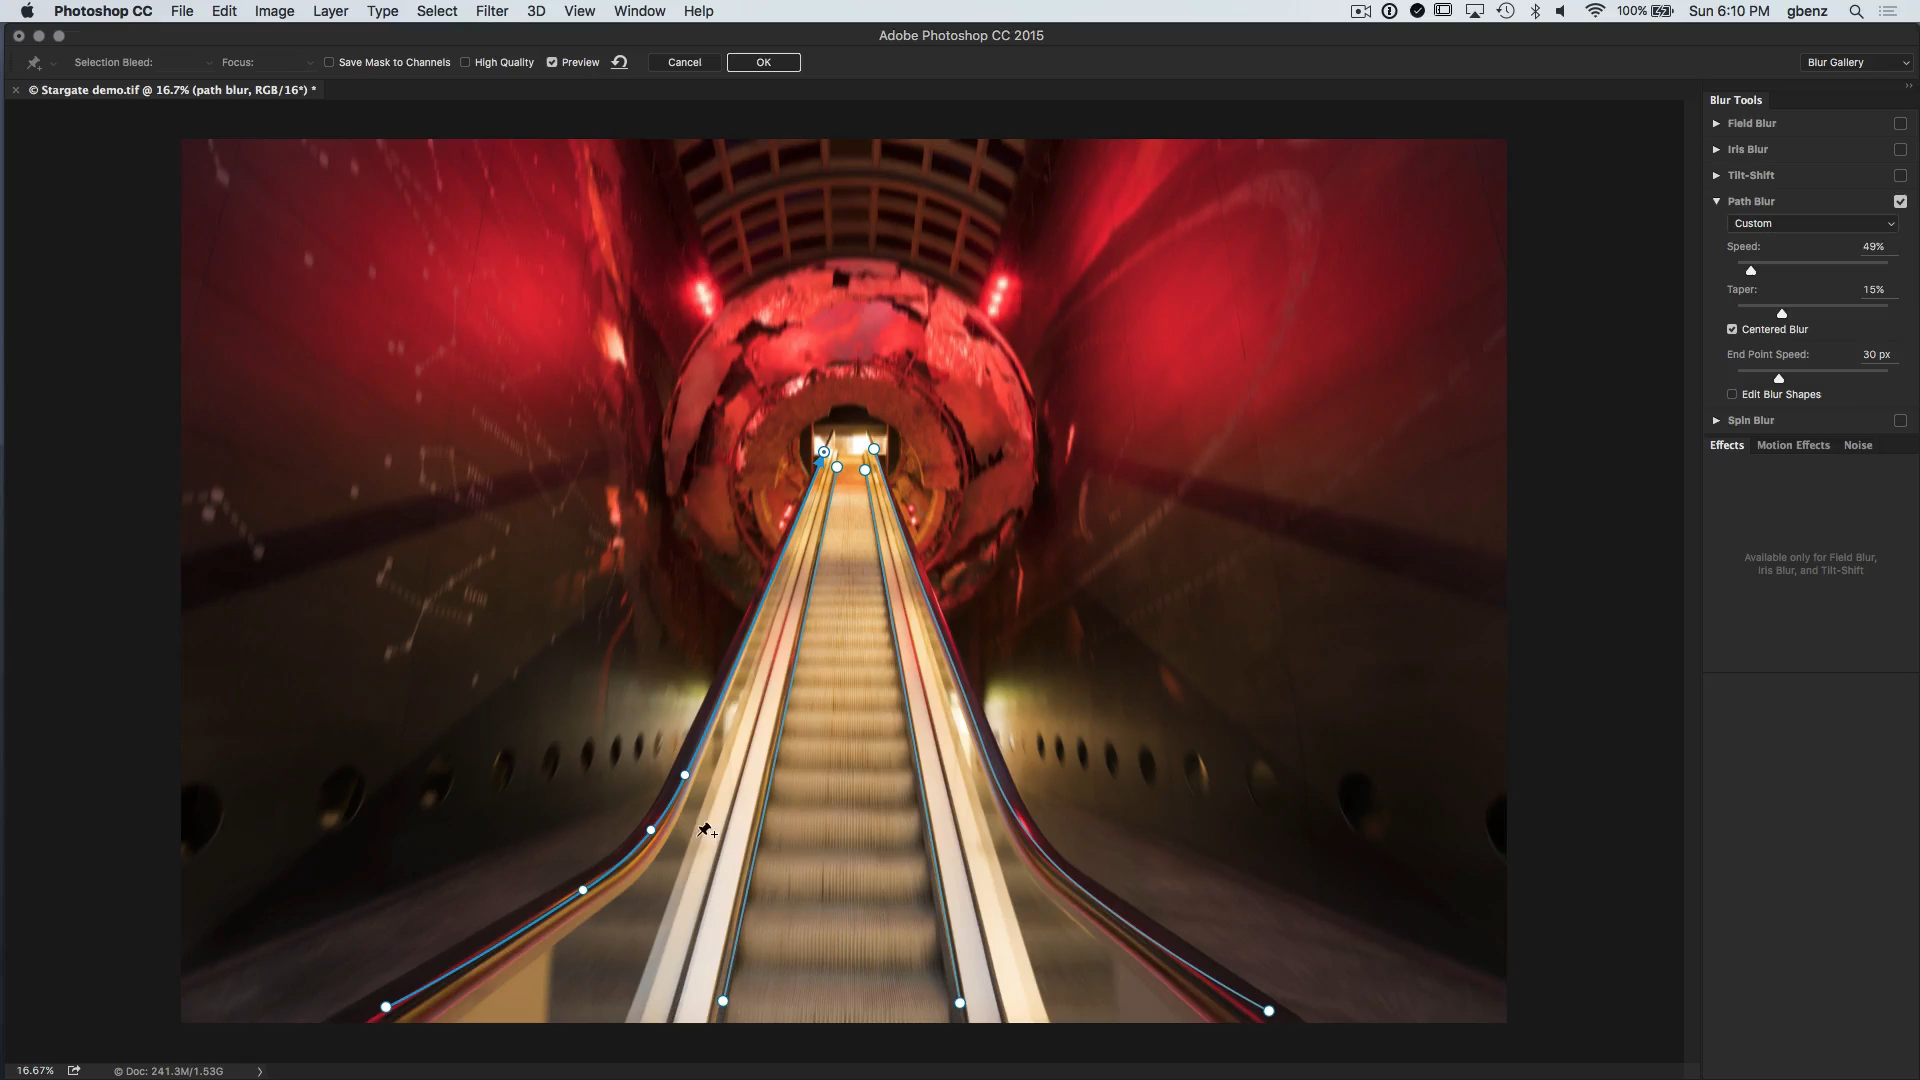 Photoshop CC File Edit Image Layer Type Select Filter 3D View Window Help 100% Sun 6:10 PM gbenz
Adobe Photoshop CC 2015
Selection Bleed: Focus: Save Mask to Channels High Quality Preview Cancel OK Blur Gallery
© Stargate demo.tif @ 16.7% (path blur, RGB/16*) *
Blur Tools
Field Blur
Iris Blur
Tilt-Shift
Path Blur
Custom
Speed: 49%
Taper: 15%
Centered Blur
End Point Speed: 30 px
Edit Blur Shapes
Spin Blur
Effects Motion Effects Noise
Available only for Field Blur,
Iris Blur, and Tilt-Shift
16.67% © Doc: 241.3M/1.53G